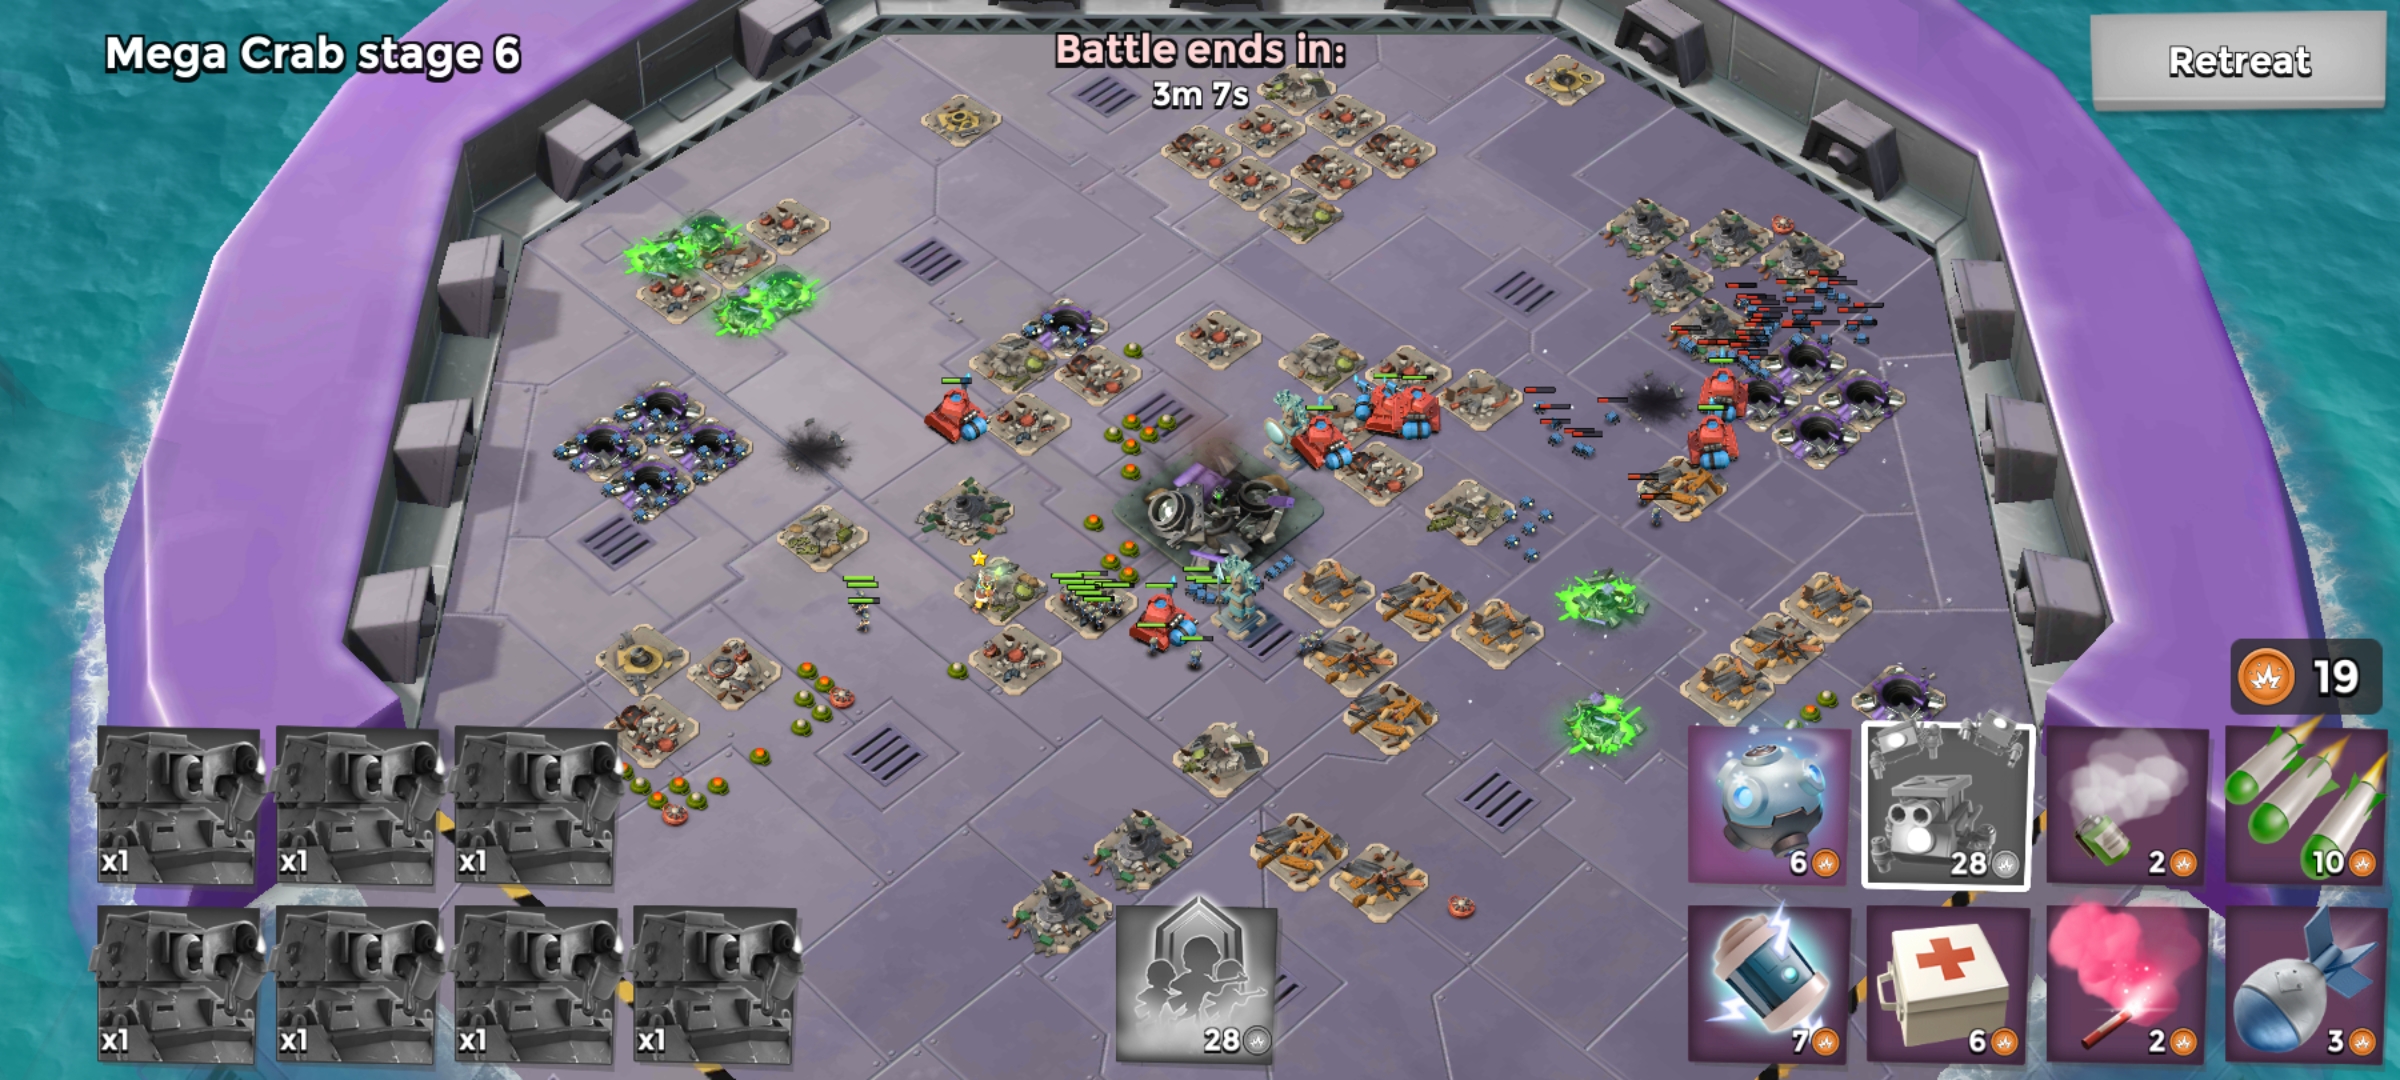 Mega Crab stage 6
Battle ends in:
3m 7s
Retreat
19
x1
x1
x1
6
28
2
10
x1
x1
x1
x1
28
7
6
2
3